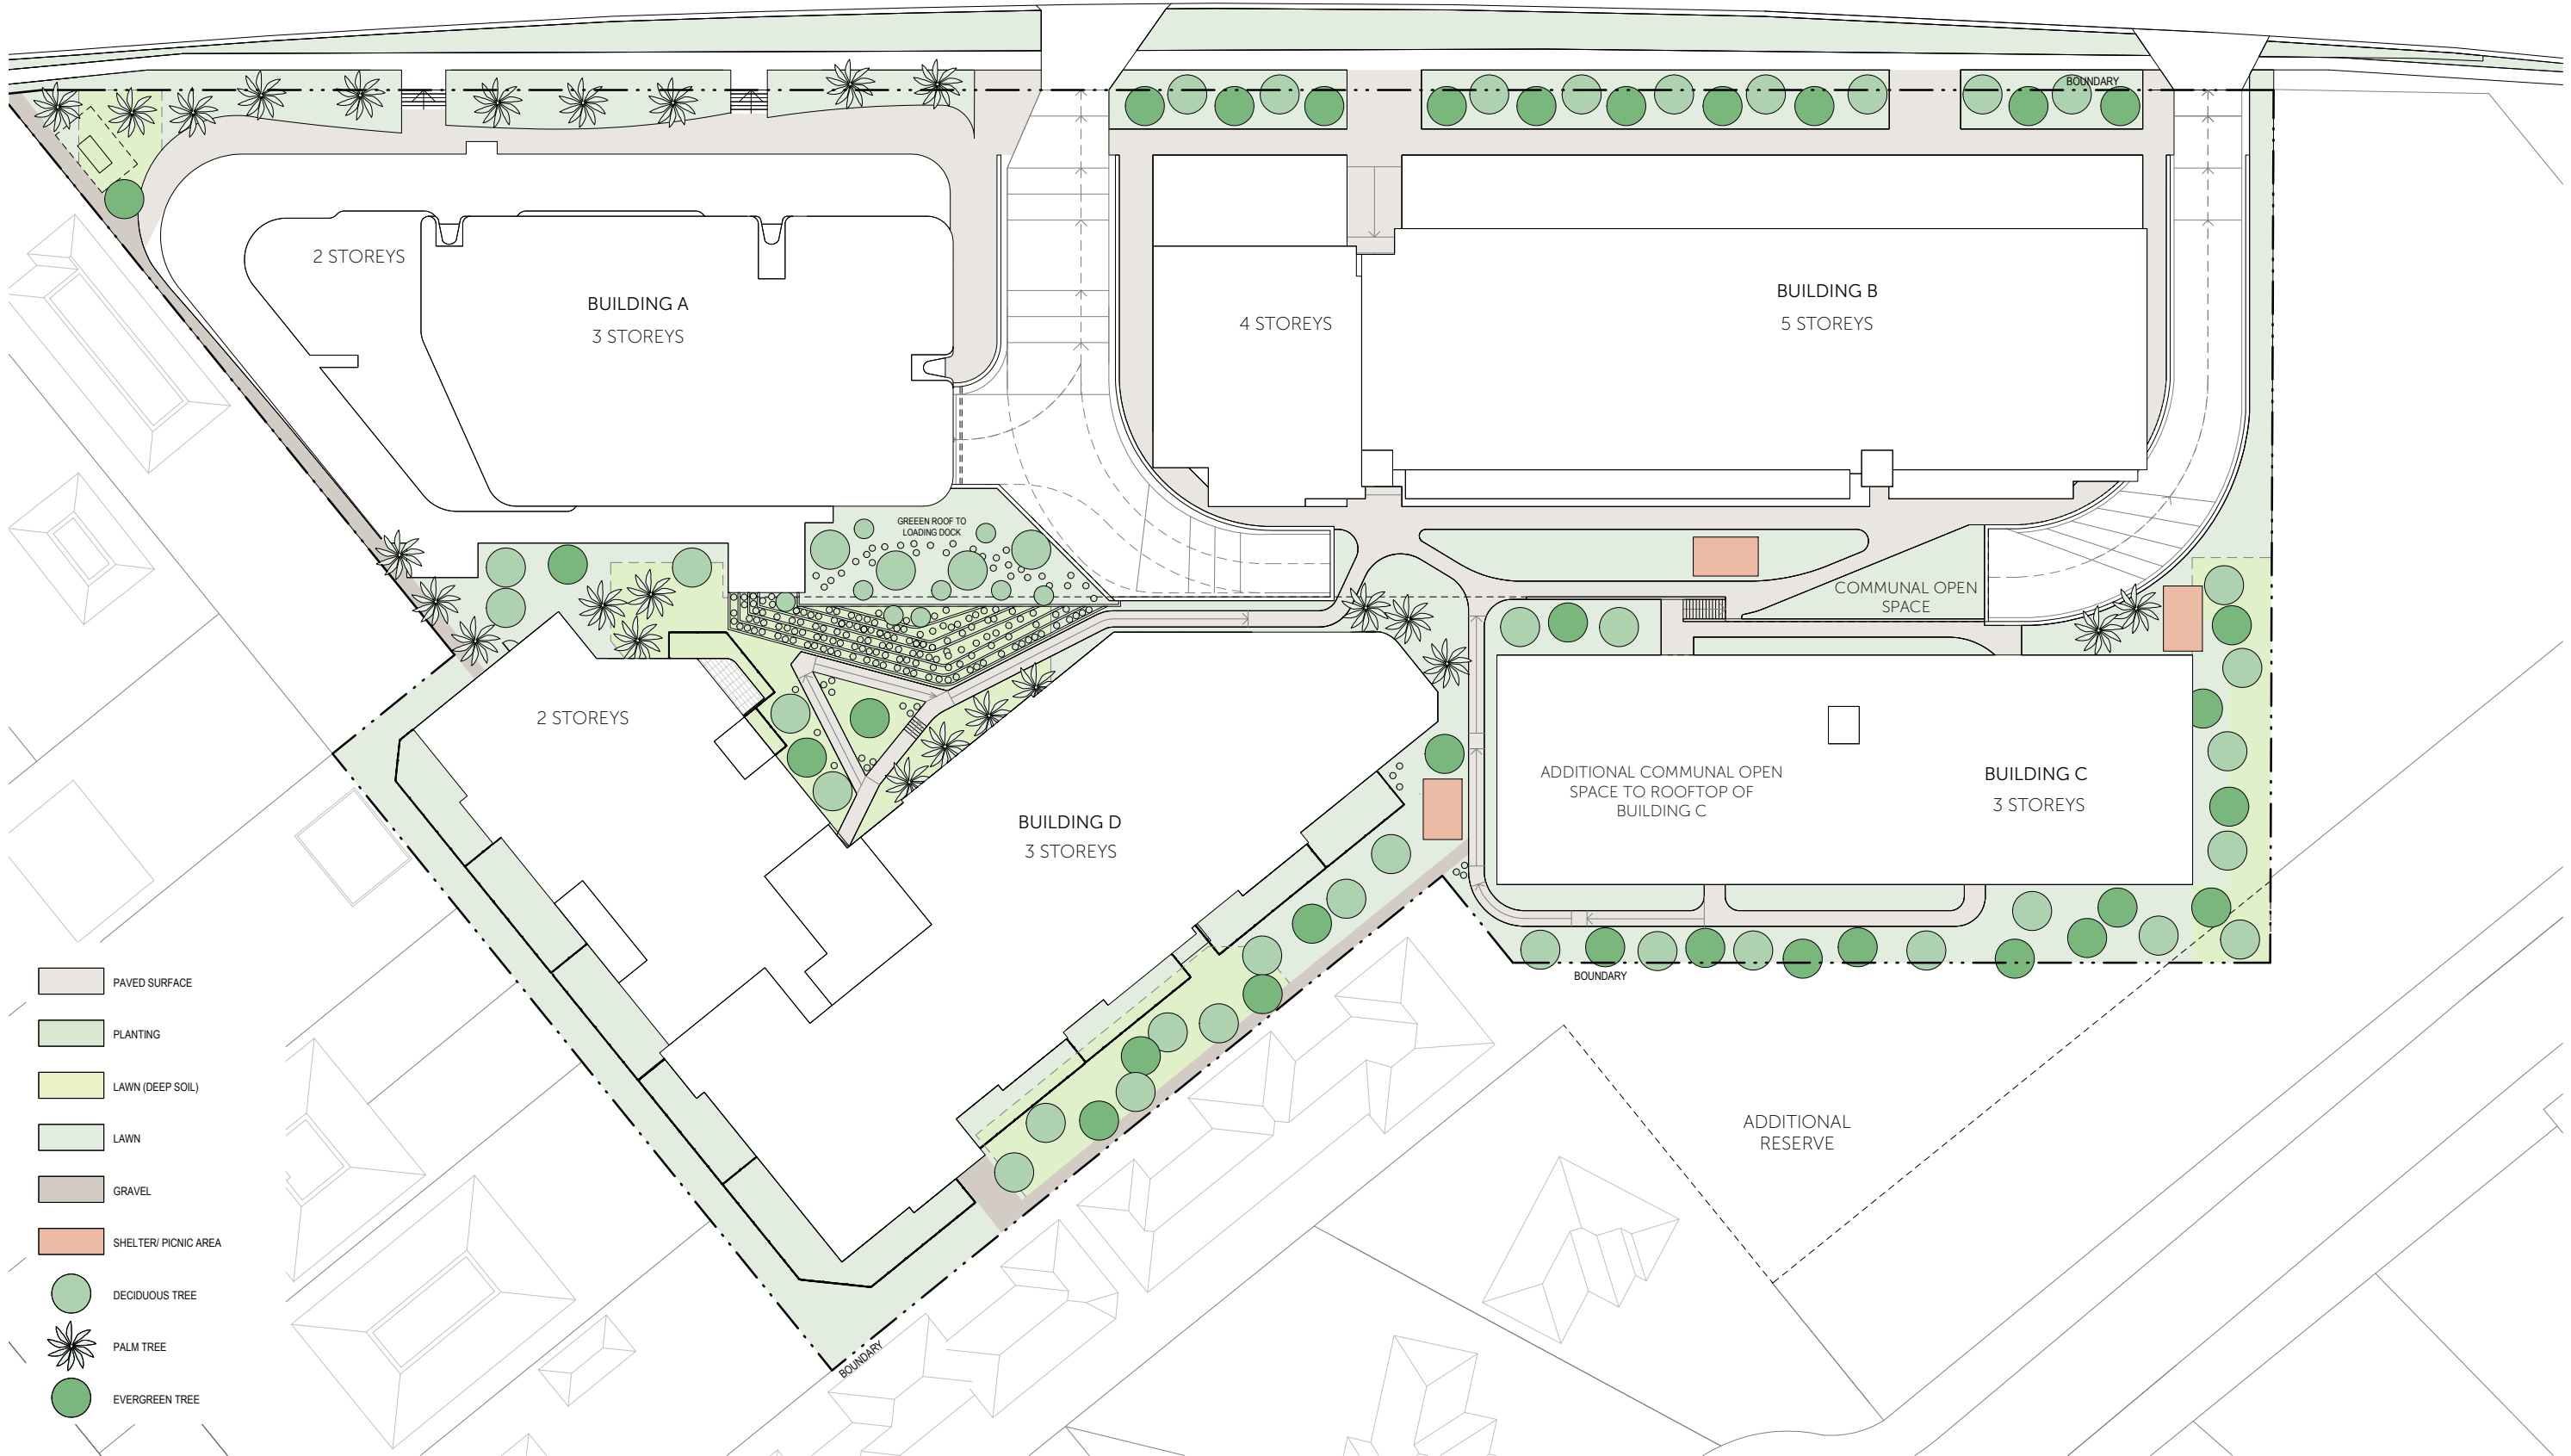 BOUNDARY
2 STOREYS
BUILDING A
3 STOREYS
4 STOREYS
BUILDING B
5 STOREYS
GREEEN ROOF TO
LOADING DOCK
COMMUNAL OPEN
SPACE
2 STOREYS
BUILDING D
3 STOREYS
ADDITIONAL COMMUNAL OPEN
SPACE TO ROOFTOP OF
BUILDING C
BUILDING C
3 STOREYS
BOUNDARY
ADDITIONAL
RESERVE
BOUNDARY
PAVED SURFACE
PLANTING
LAWN (DEEP SOIL)
LAWN
GRAVEL
SHELTER/ PICNIC AREA
DECIDUOUS TREE
PALM TREE
EVERGREEN TREE